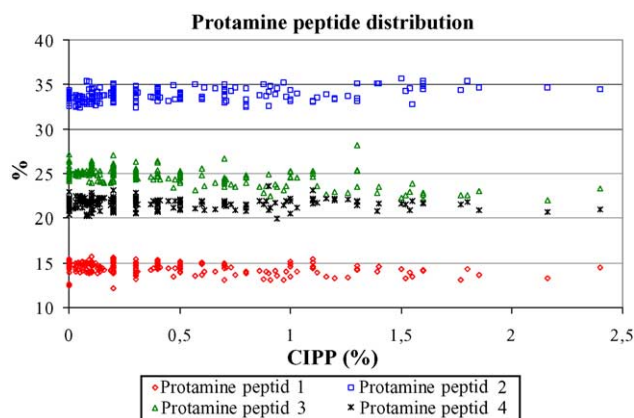 Protamine peptide distribution
40
35
30
25
20
15
10
%
0 0,5 1 1,5 2 2,5
CIPP (%)
Protamine peptid 1 Protamine peptid 2
Protamine peptid 3 Protamine peptid 4